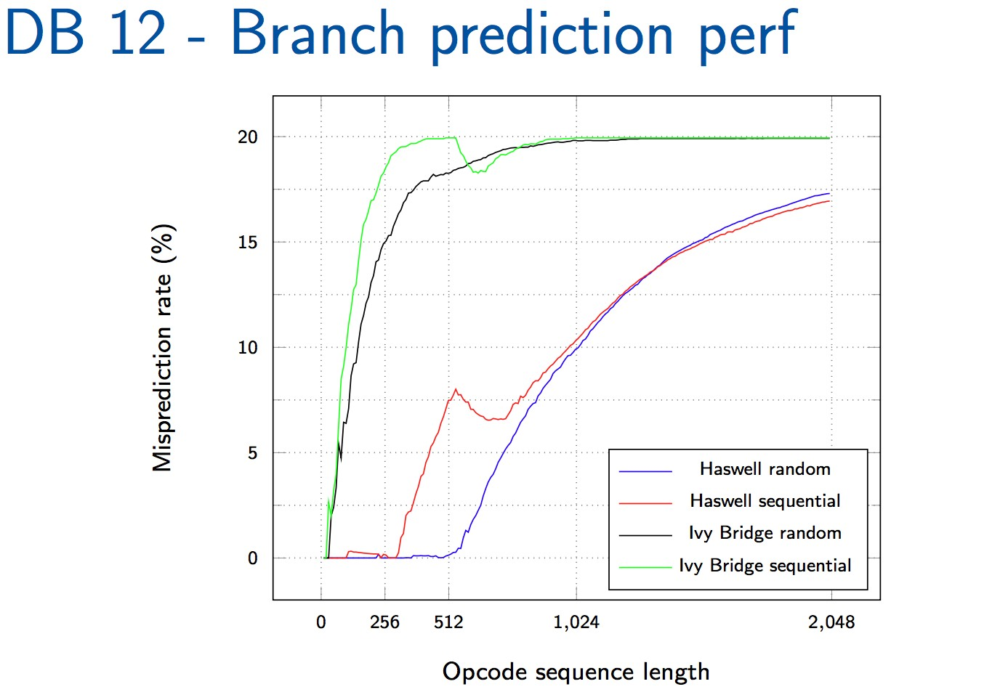 DB 12 - Branch prediction perf
Misprediction rate (%)
20
15
10
5
0
Haswell random
Haswell sequential
Ivy Bridge random
Ivy Bridge sequential
0 256 512 1,024 2,048
Opcode sequence length